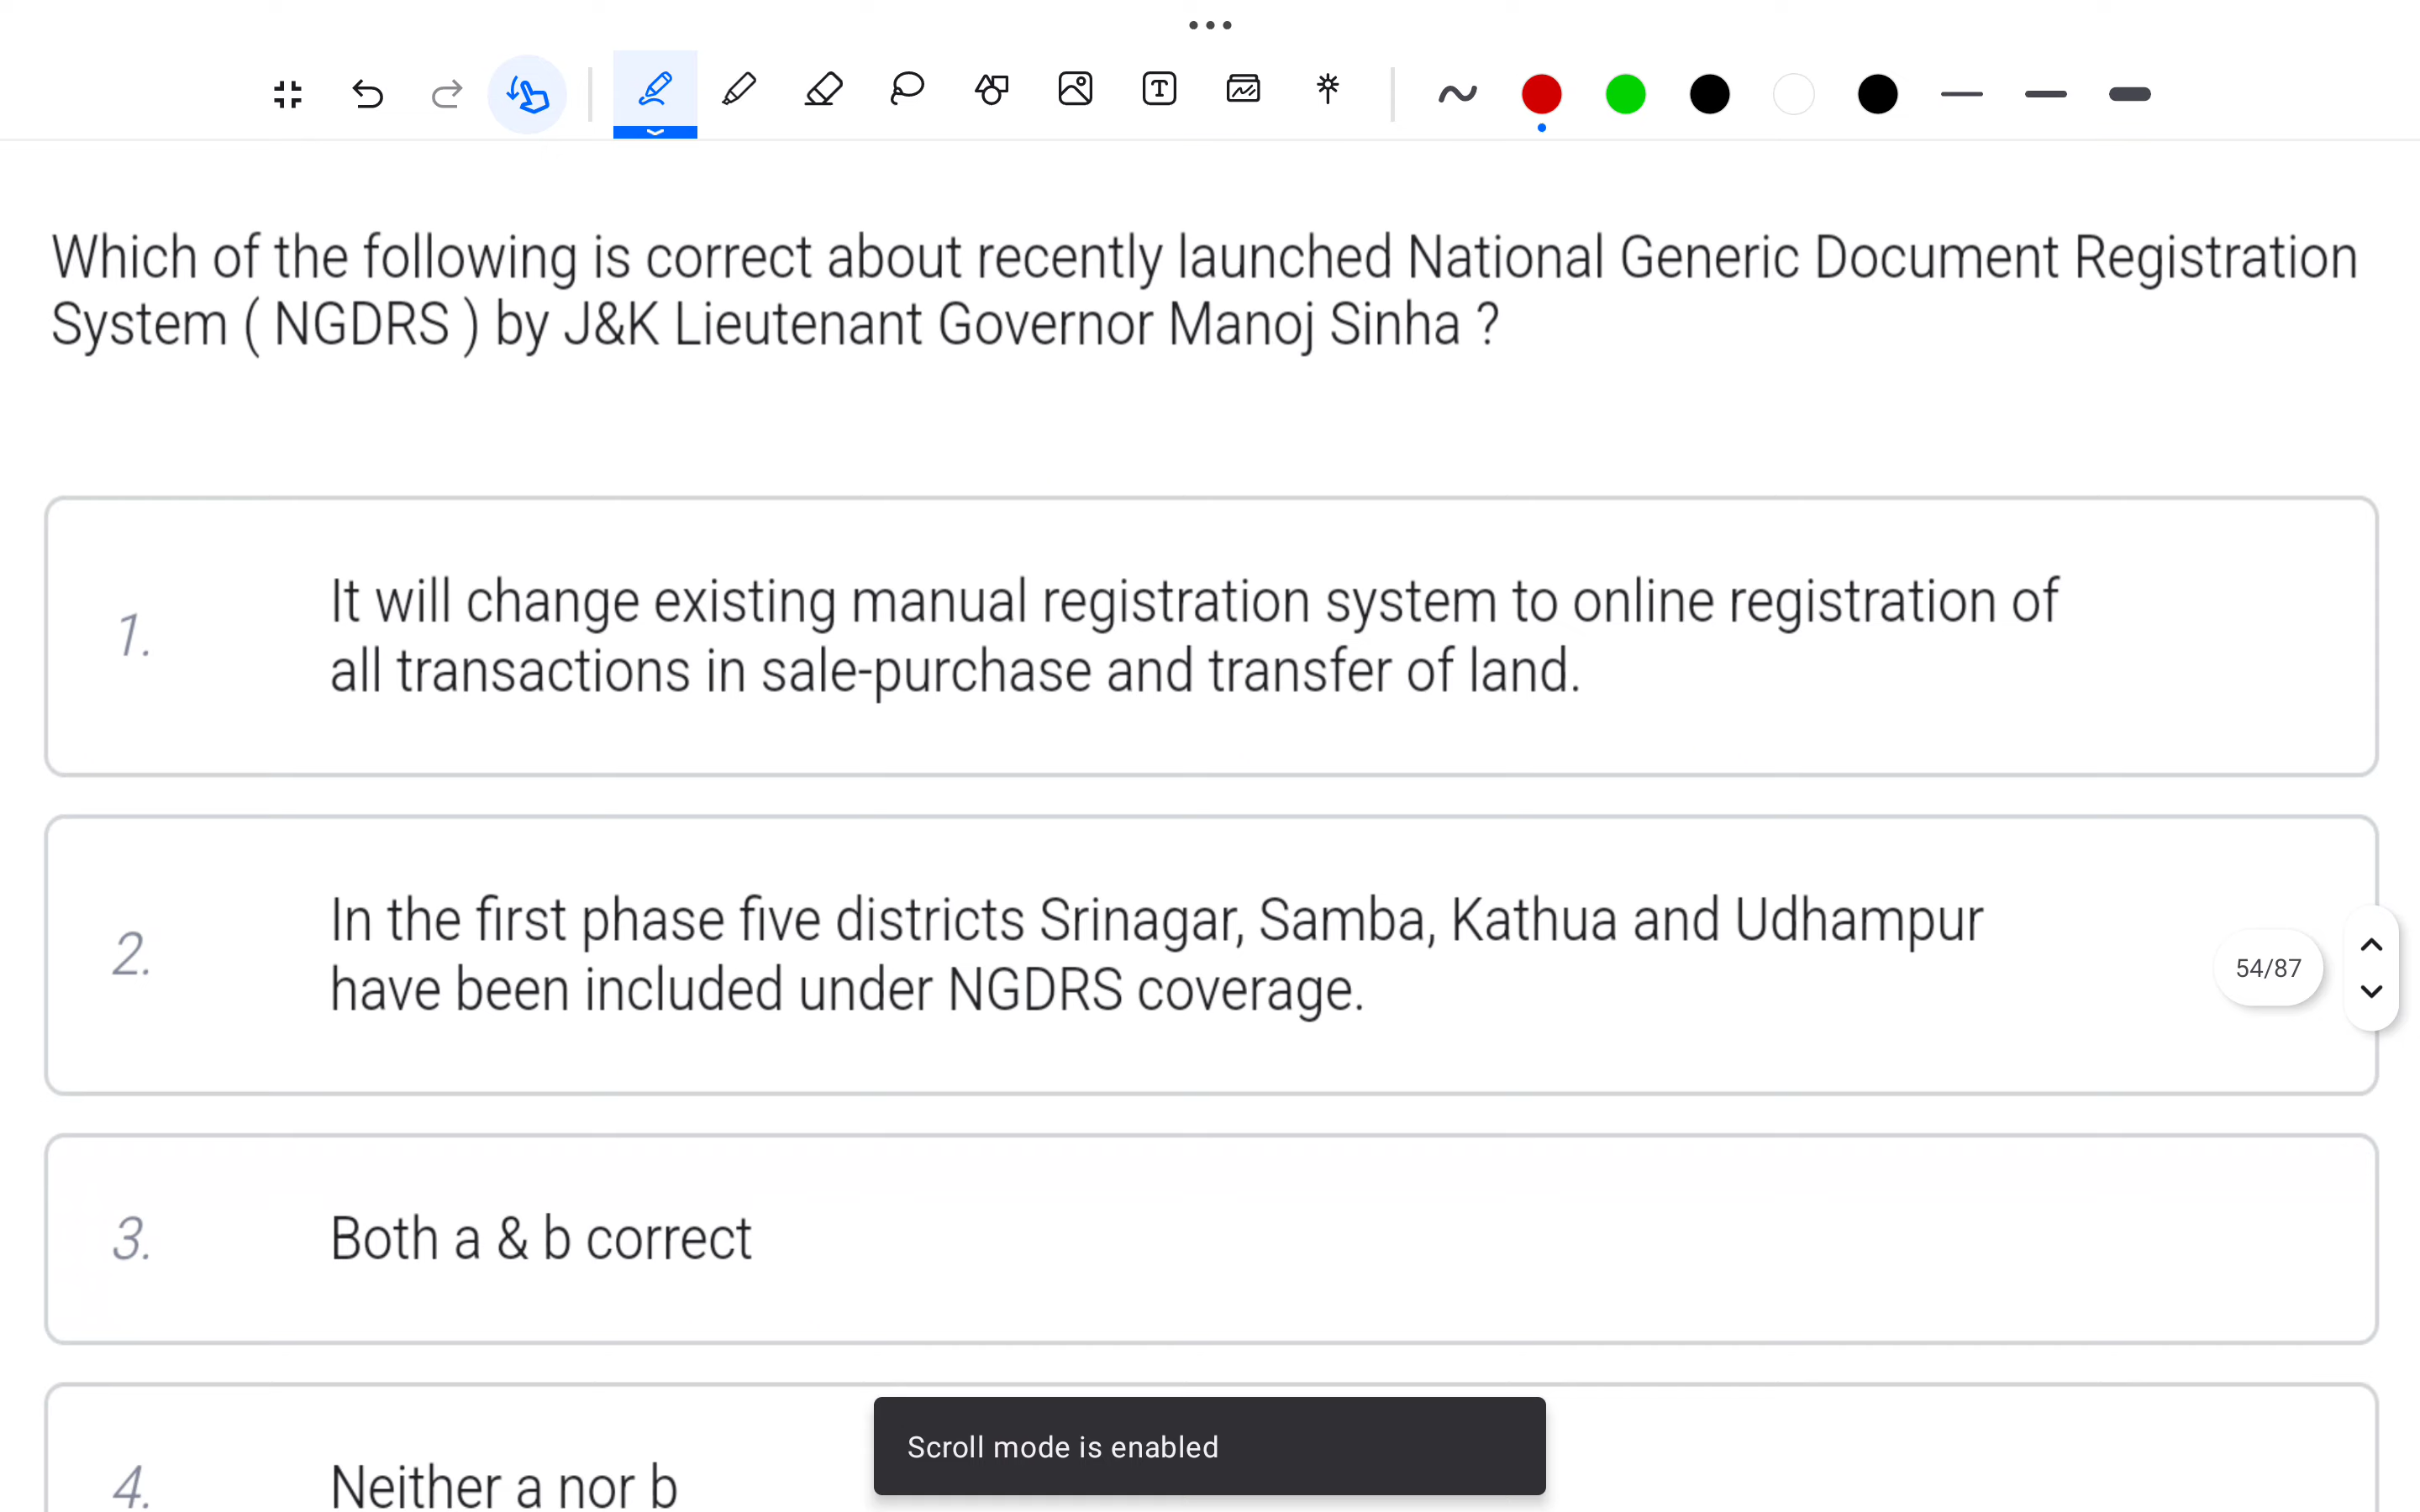 Which of the following is correct about recently launched National Generic Document Registration
System ( NGDRS ) by J&K Lieutenant Governor Manoj Sinha ?
1.
It will change existing manual registration system to online registration of
all transactions in sale-purchase and transfer of land.
2.
In the first phase five districts Srinagar, Samba, Kathua and Udhampur
have been included under NGDRS coverage.
54/87
3.
Both a & b correct
4.
Neither a nor b
Scroll mode is enabled